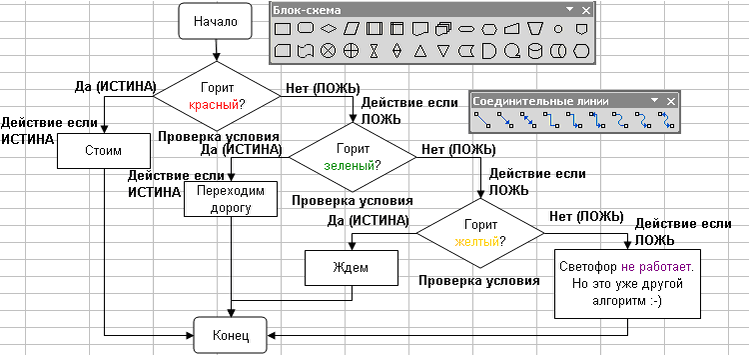 Блок-схема
Начало
Да (ИСТИНА)
Горит
красный?
Нет (ЛОЖЬ)
Действие если
ЛОЖЬ
Соединительные линии
Действие если
ИСТИНА
Проверка условия
Стоим
Да (ИСТИНА)
Горит
зеленый?
Нет (ЛОЖЬ)
Действие если
ИСТИНА
Действие если
ЛОЖЬ
Переходим
дорогу
Проверка условия
Да (ИСТИНА)
Горит
желтый?
Нет (ЛОЖЬ)
Действие если
ЛОЖЬ
Ждем
Проверка условия
Светофор не работает.
Но это уже другой
алгоритм :-)
Конец